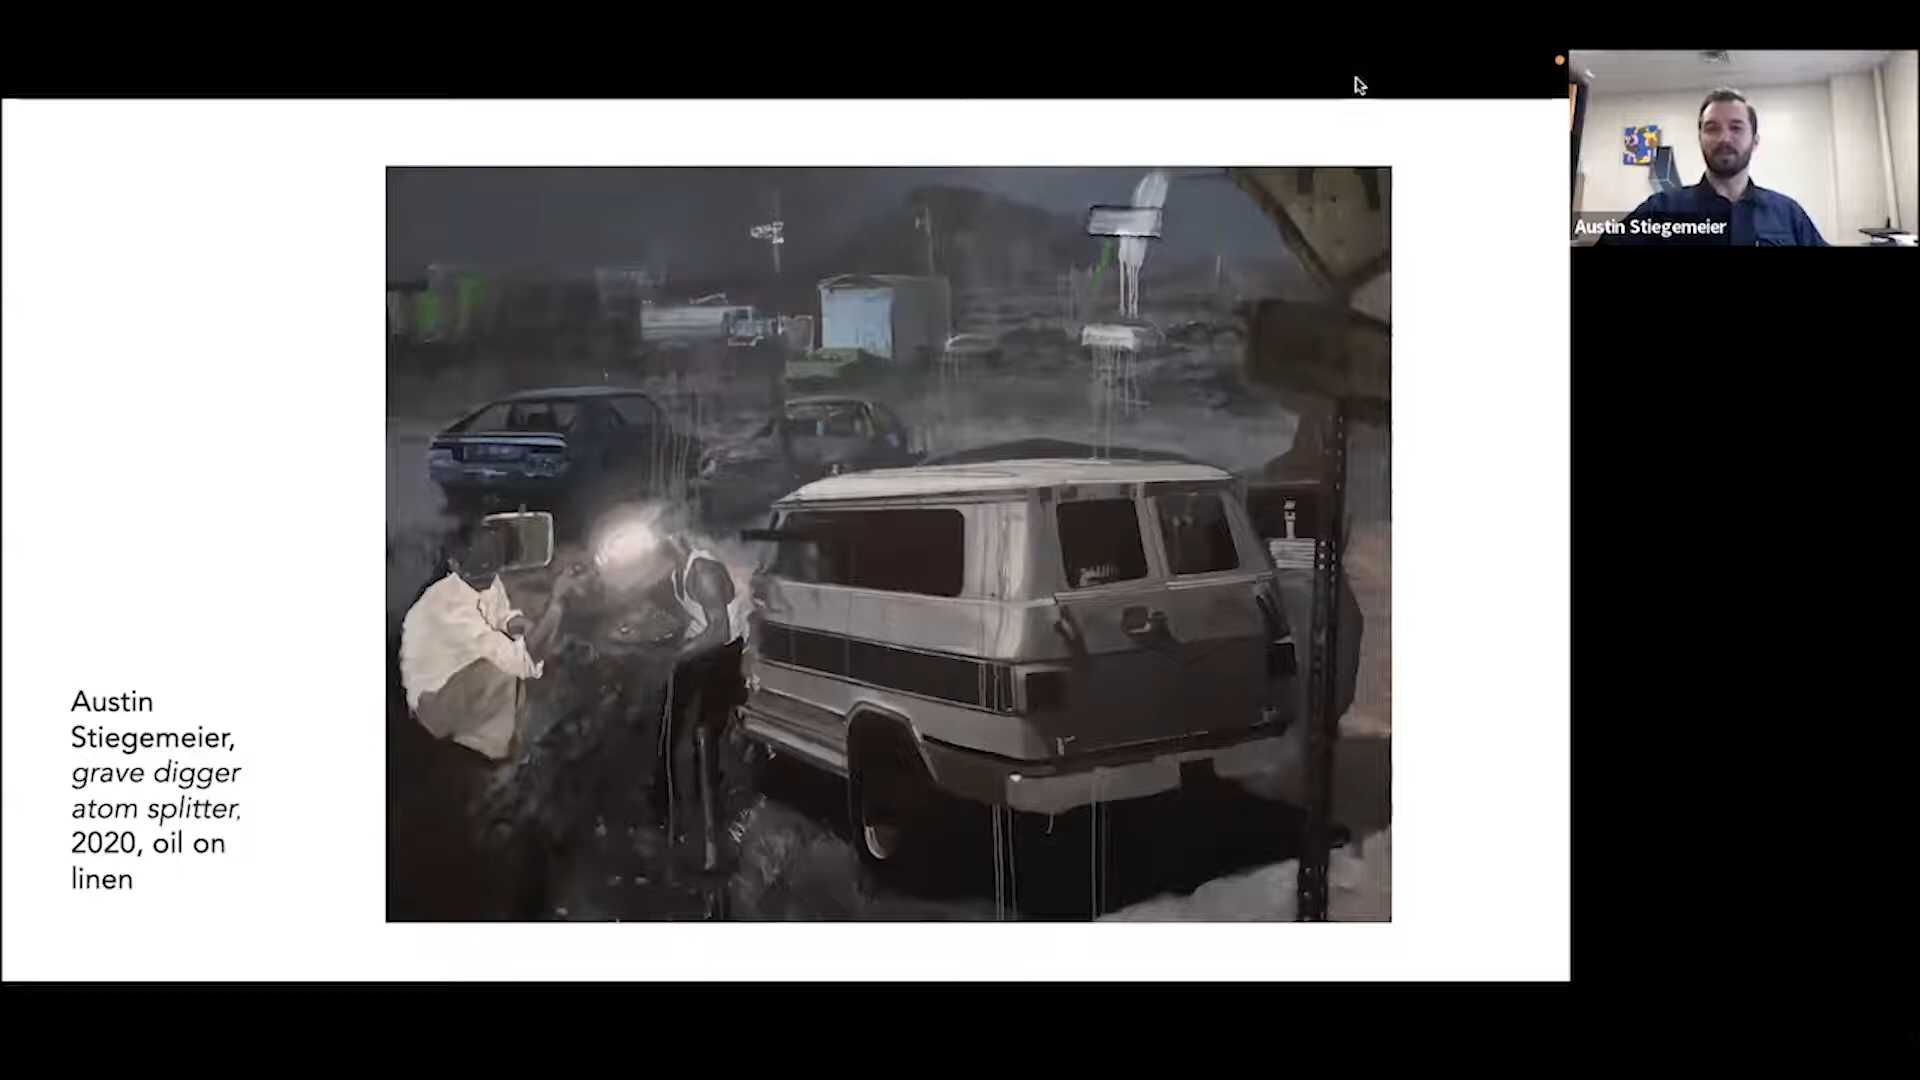 Austin Stiegemeier
Austin
Stiegemeier,
grave digger
atom splitter,
2020, oil on
linen